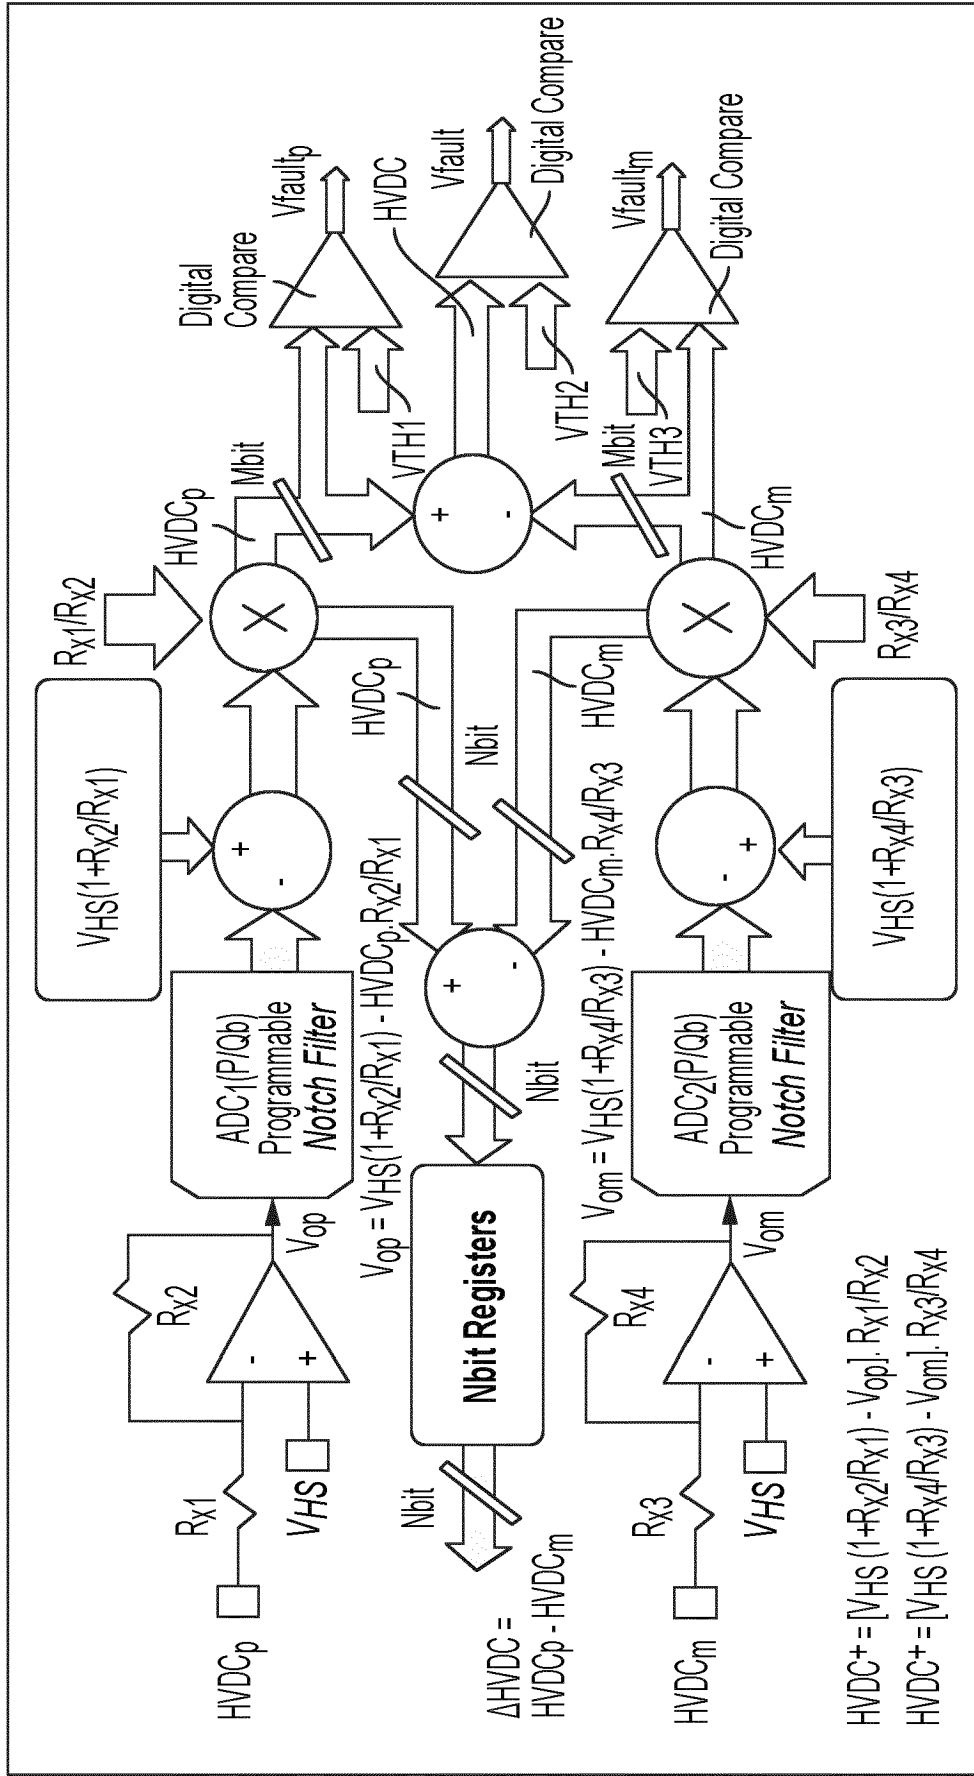 HVDCp
Rx1
VHS
Rx2
-
+
Vop
ADC1(P/Qb)
Programmable
Notch Filter
VHS(1+Rx2/Rx1)
+
-
Rx1/Rx2
X
HVDCp
Mbit
Digital
Compare
Vfaultp
VTH1
Vop = VHS(1+Rx2/Rx1) - HVDCp.Rx2/Rx1
HVDCp
Nbit
+
-
HVDC
Vfault
Digital Compare
VTH2
ΔHVDC =
HVDCp - HVDCm
Nbit
Nbit Registers
Nbit
+
-
HVDCm
Vom = VHS(1+Rx4/Rx3) - HVDCm.Rx4/Rx3
Mbit
VTH3
Vfaultm
Digital Compare
HVDCm
HVDCm
Rx3
VHS
Rx4
-
+
Vom
ADC2(P/Qb)
Programmable
Notch Filter
-
+
VHS(1+Rx4/Rx3)
X
Rx3/Rx4
HVDC+ = [VHS (1+Rx2/Rx1) - Vop]. Rx1/Rx2
HVDC+ = [VHS (1+Rx4/Rx3) - Vom]. Rx3/Rx4